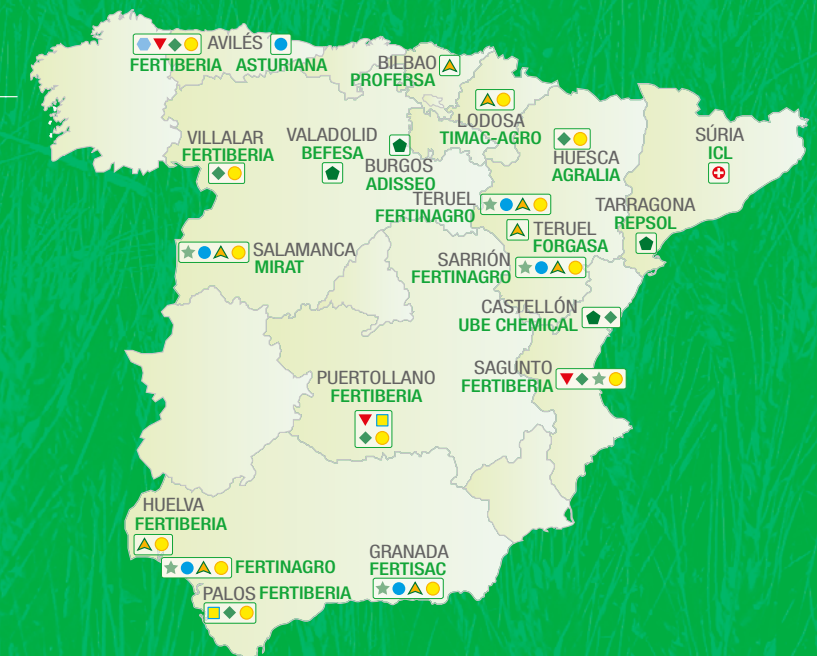 AVILÉS
FERTIBERIA ASTURIANA
BILBAO
PROFERSA
LODOSA
TIMAC-AGRO
VILLALAR
FERTIBERIA
VALADOLID
BEFESA
BURGOS
ADISSEO
HUESCA
AGRALIA
SÚRIA
ICL
TERUEL
FERTINAGRO
TERUEL
FORGASA
TARRAGONA
REPSOL
SALAMANCA
MIRAT
SARRIÓN
FERTINAGRO
CASTELLÓN
UBE CHEMICAL
SAGUNTO
FERTIBERIA
PUERTOLLANO
FERTIBERIA
HUELVA
FERTIBERIA
FERTINAGRO
PALOS FERTIBERIA
GRANADA
FERTISAC